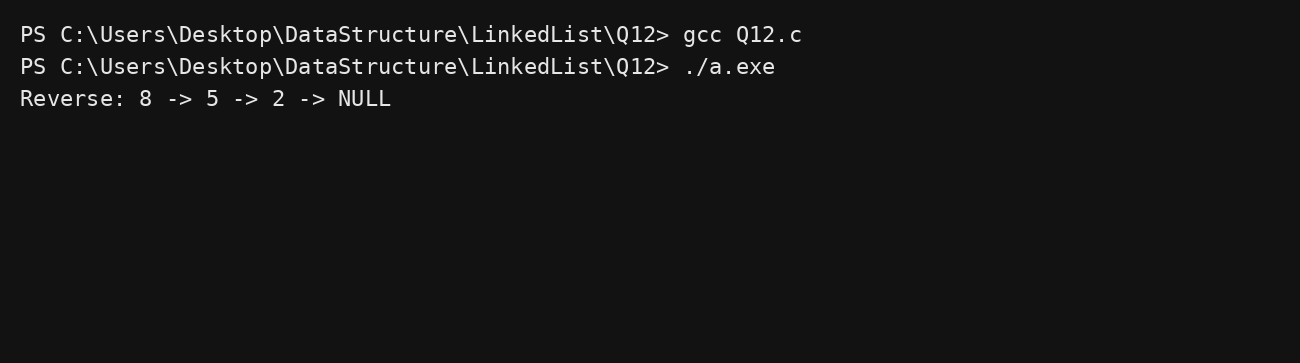 PS C:\Users\Desktop\DataStructure\LinkedList\Q12> gcc Q12.c
PS C:\Users\Desktop\DataStructure\LinkedList\Q12> ./a.exe
Reverse: 8 -> 5 -> 2 -> NULL